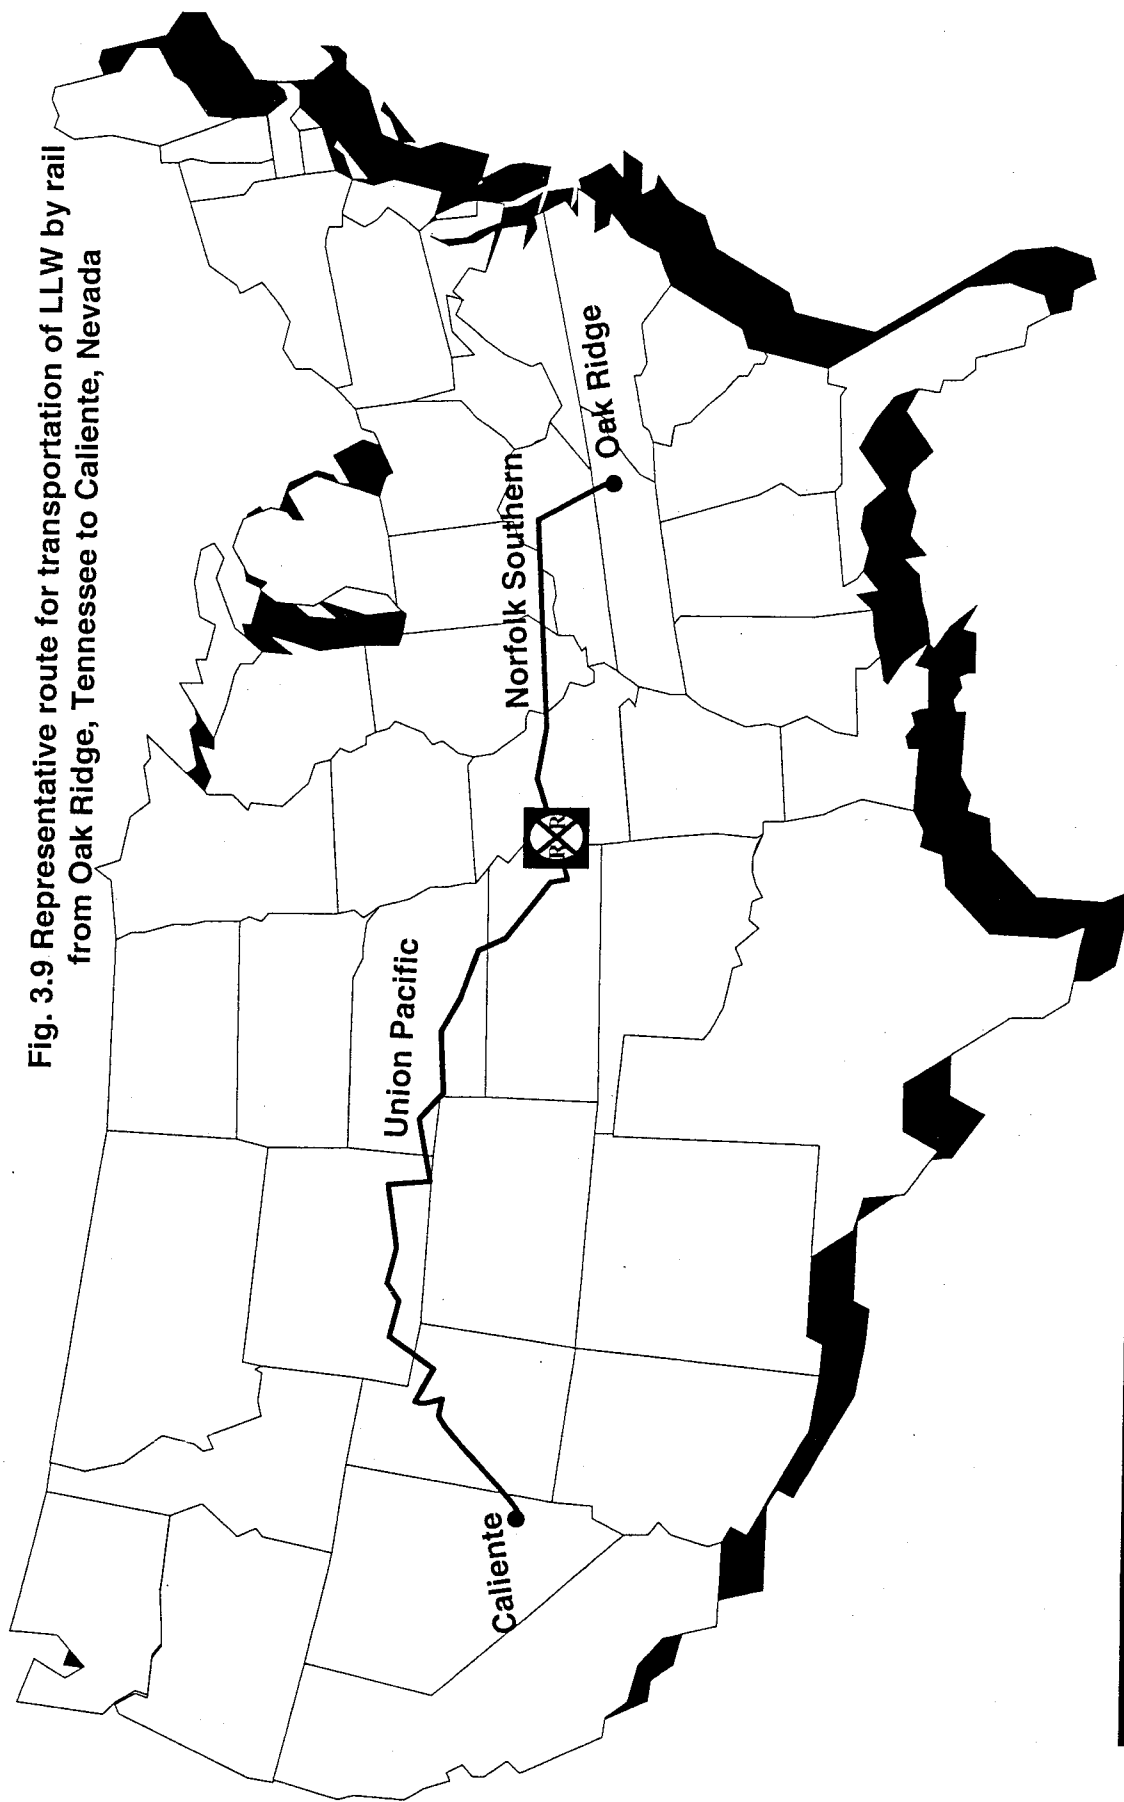 Fig. 3.9 Representative route for transportation of LLW by rail
from Oak Ridge, Tennessee to Caliente, Nevada
Caliente
Union Pacific
R R
Norfolk Southern
Oak Ridge